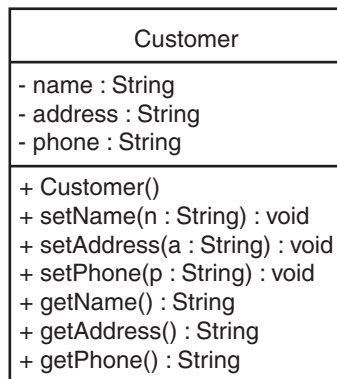 Customer
- name : String
- address : String
- phone : String
+ Customer()
+ setName(n : String) : void
+ setAddress(a : String) : void
+ setPhone(p : String) : void
+ getName() : String
+ getAddress() : String
+ getPhone() : String